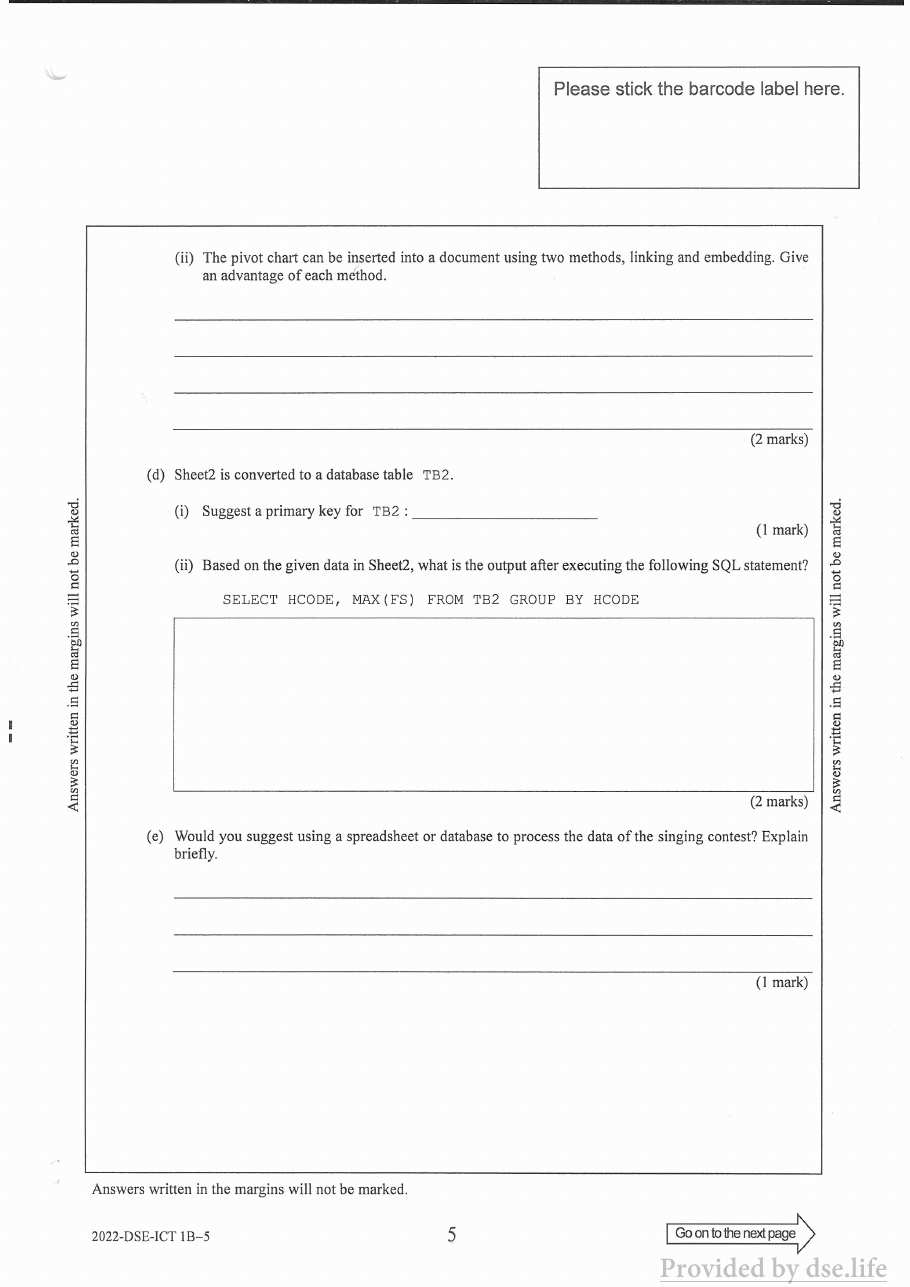 Please stick the barcode label here.
(ii) The pivot chart can be inserted into a document using two methods, linking and embedding. Give
an advantage of each method.
(2 marks)
(d) Sheet2 is converted to a database table TB2.
(i) Suggest a primary key for TB2 :
(1 mark)
(ii) Based on the given data in Sheet2, what is the output after executing the following SQL statement?
SELECT HCODE, MAX(FS) FROM TB2 GROUP BY HCODE
(2 marks)
(e) Would you suggest using a spreadsheet or database to process the data of the singing contest? Explain
briefly.
(1 mark)
Answers written in the margins will not be marked.
Answers written in the margins will not be marked.
Answers written in the margins will not be marked.
2022-DSE-ICT 1B–5
5
Go on to the next page
Provided by dse.life